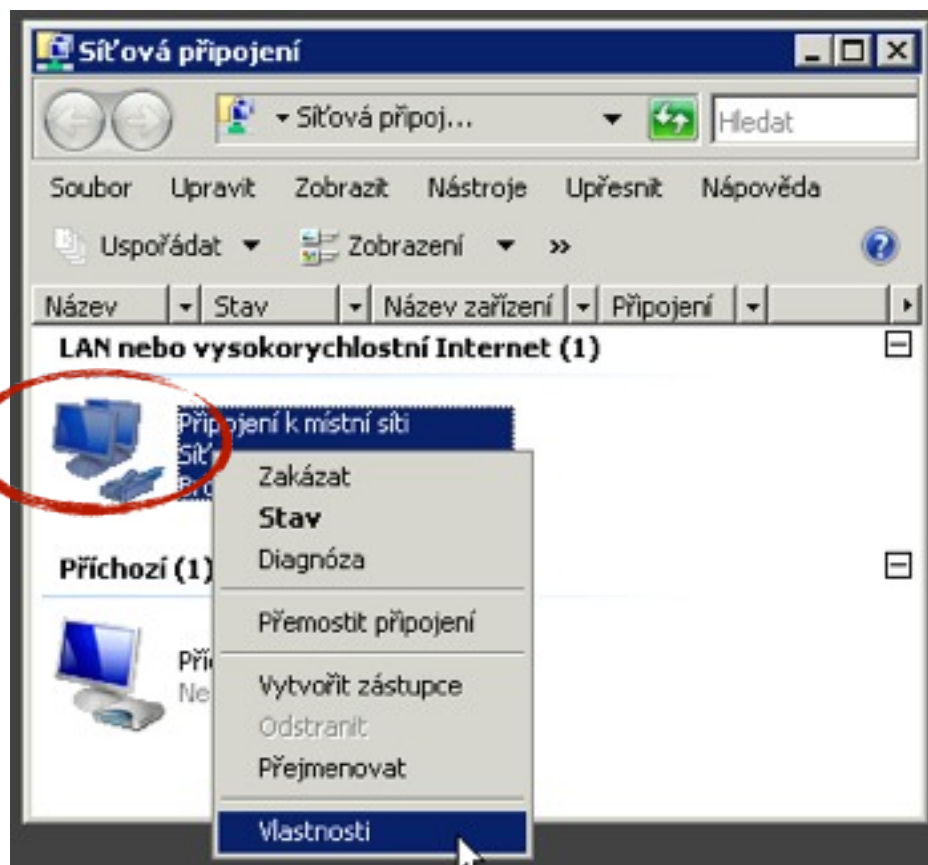 Síťová připojení
Síťová připoj...
Hledat
Soubor Upravit Zobrazit Nástroje Upřesnit Nápověda
Uspořádat Zobrazení »
Název Stav Název zařízení Připojení
LAN nebo vysokorychlostní Internet (1)
Připojení k místní síti
Zakázat
Stav
Diagnóza
Příchozí (1)
Přemostit připojení
Vytvořit zástupce
Odstranit
Přejmenovat
Vlastnosti